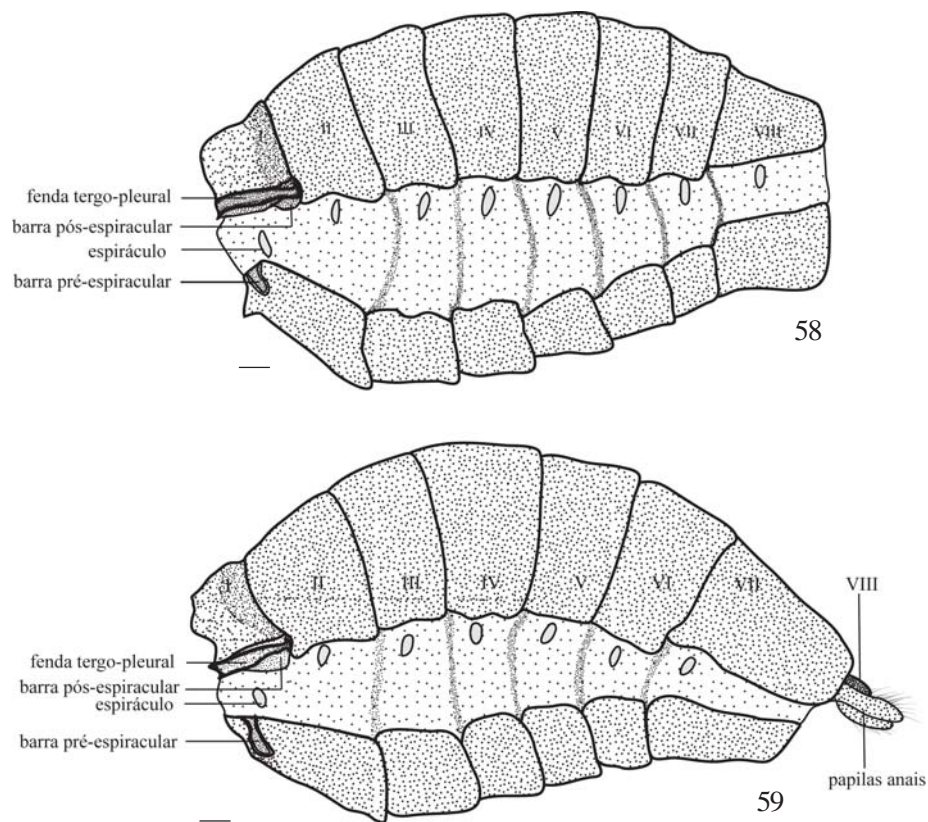 I II III IV V VI VII VIII
fenda tergo-pleural
barra pós-espiracular
espiráculo
barra pré-espiracular
58
I II III IV V VI VII VIII
fenda tergo-pleural
barra pós-espiracular
espiráculo
barra pré-espiracular
papilas anais
59